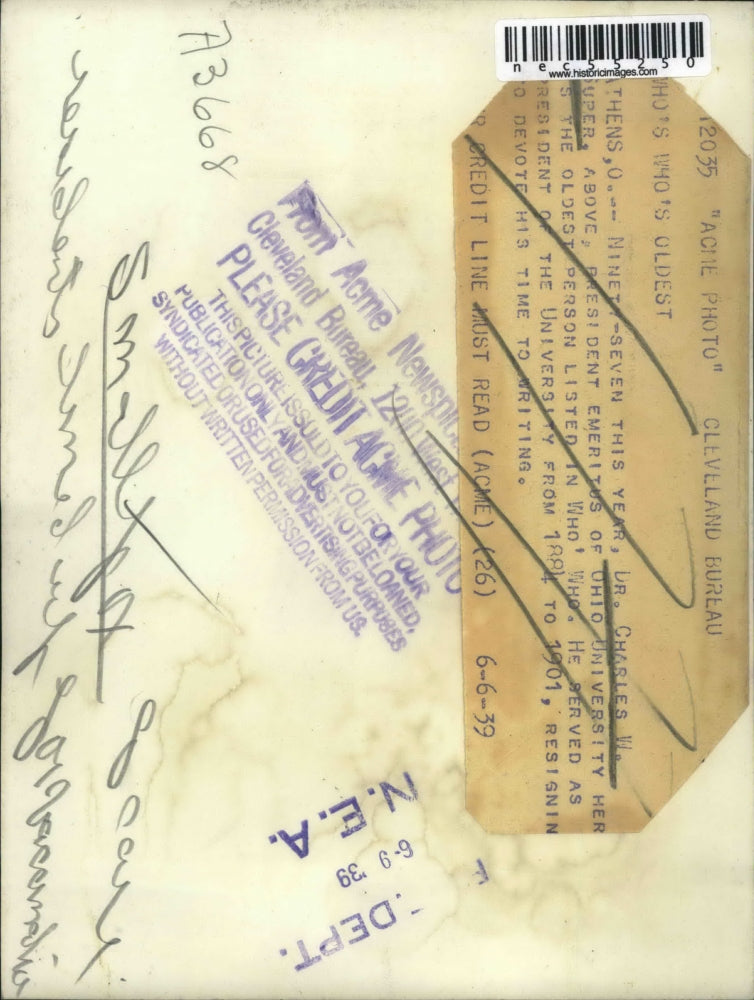 nec55250
www.historicimages.com
12035 "ACME PHOTO" CLEVELAND BUREAU
WHO'S WHO'S OLDEST
ATHENS,O.-- NINETY-SEVEN THIS YEAR, DR. CHARLES W.
SUPER, ABOVE, PRESIDENT EMERITUS OF OHIO UNIVERSITY HER
S THE OLDEST PERSON LISTED IN WHO' WHO. HE SERVED AS
PRESIDENT OF THE UNIVERSITY FROM 1884 TO 1901, RESIGNIN
O DEVOTE HIS TIME TO WRITING.
CREDIT LINE MUST READ (ACME) (26) 6-6-39
From Acme Newspic
Cleveland Bureau, 1240 West
PLEASE CREDIT ACME PHOTO
THIS PICTURE IS SOLD TO YOU FOR YOUR
PUBLICATION ONLY AND MUST NOT BE LOANED,
SYNDICATED OR USED FOR ADVERTISING PURPOSES
WITHOUT WRITTEN PERMISSION FROM US.
A3668
N.E.A.
6-9 '39
DEPT.